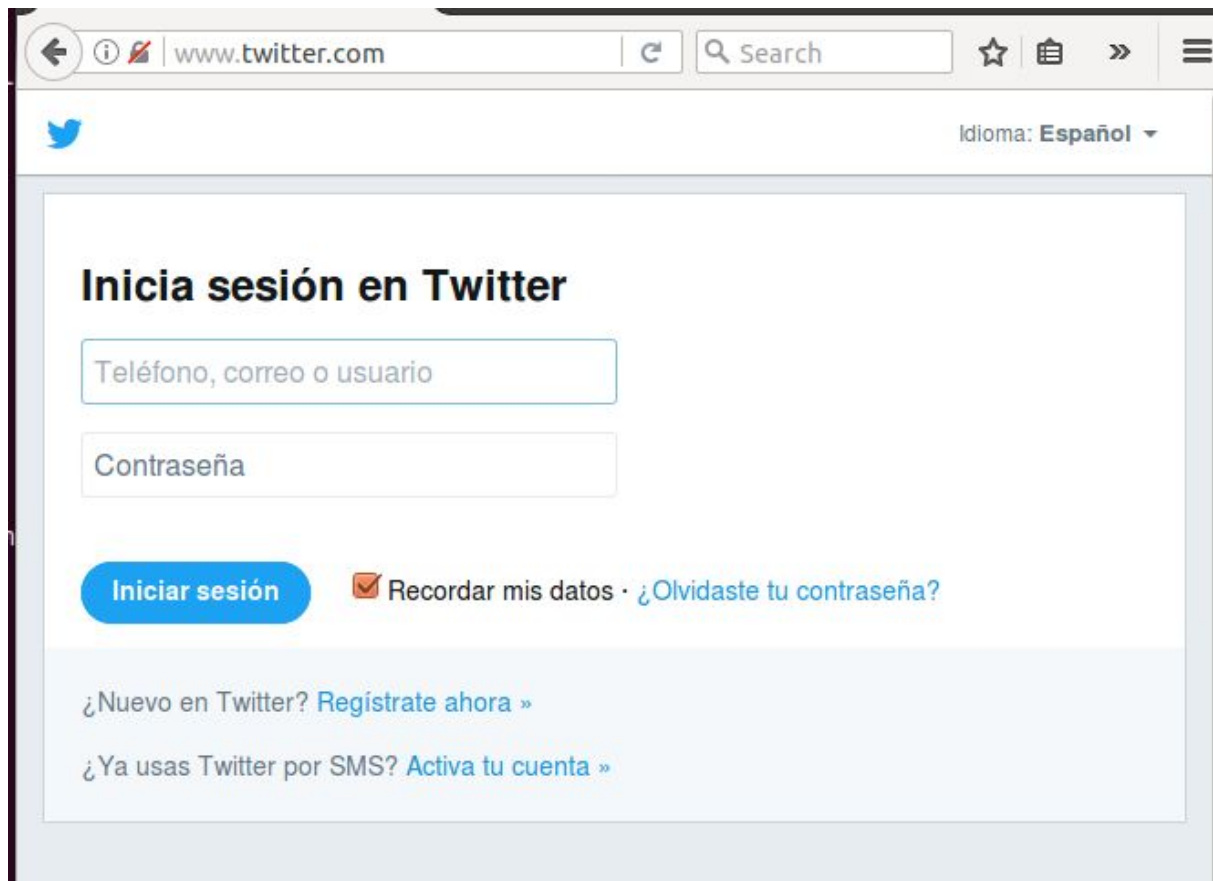 www.twitter.com Search
Idioma: Español
Inicia sesión en Twitter
Teléfono, correo o usuario
Contraseña
Iniciar sesión Recordar mis datos · ¿Olvidaste tu contraseña?
¿Nuevo en Twitter? Regístrate ahora »
¿Ya usas Twitter por SMS? Activa tu cuenta »